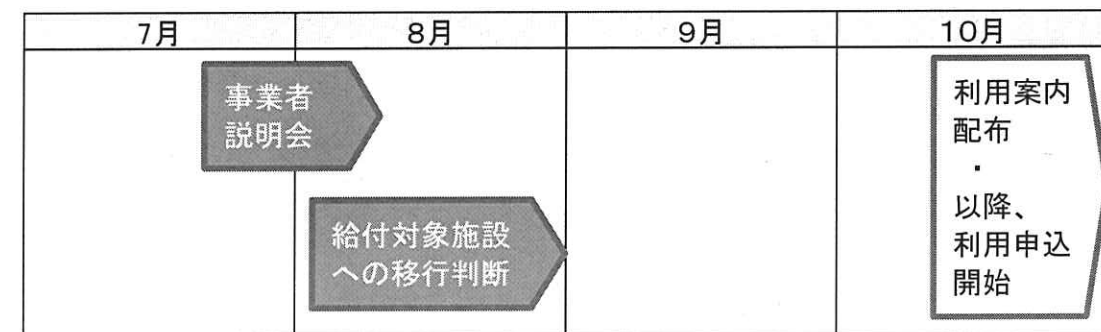 7月
8月
9月
10月
事業者
説明会
給付対象施設
への移行判断
利用案内
配布
・
以降、
利用申込
開始